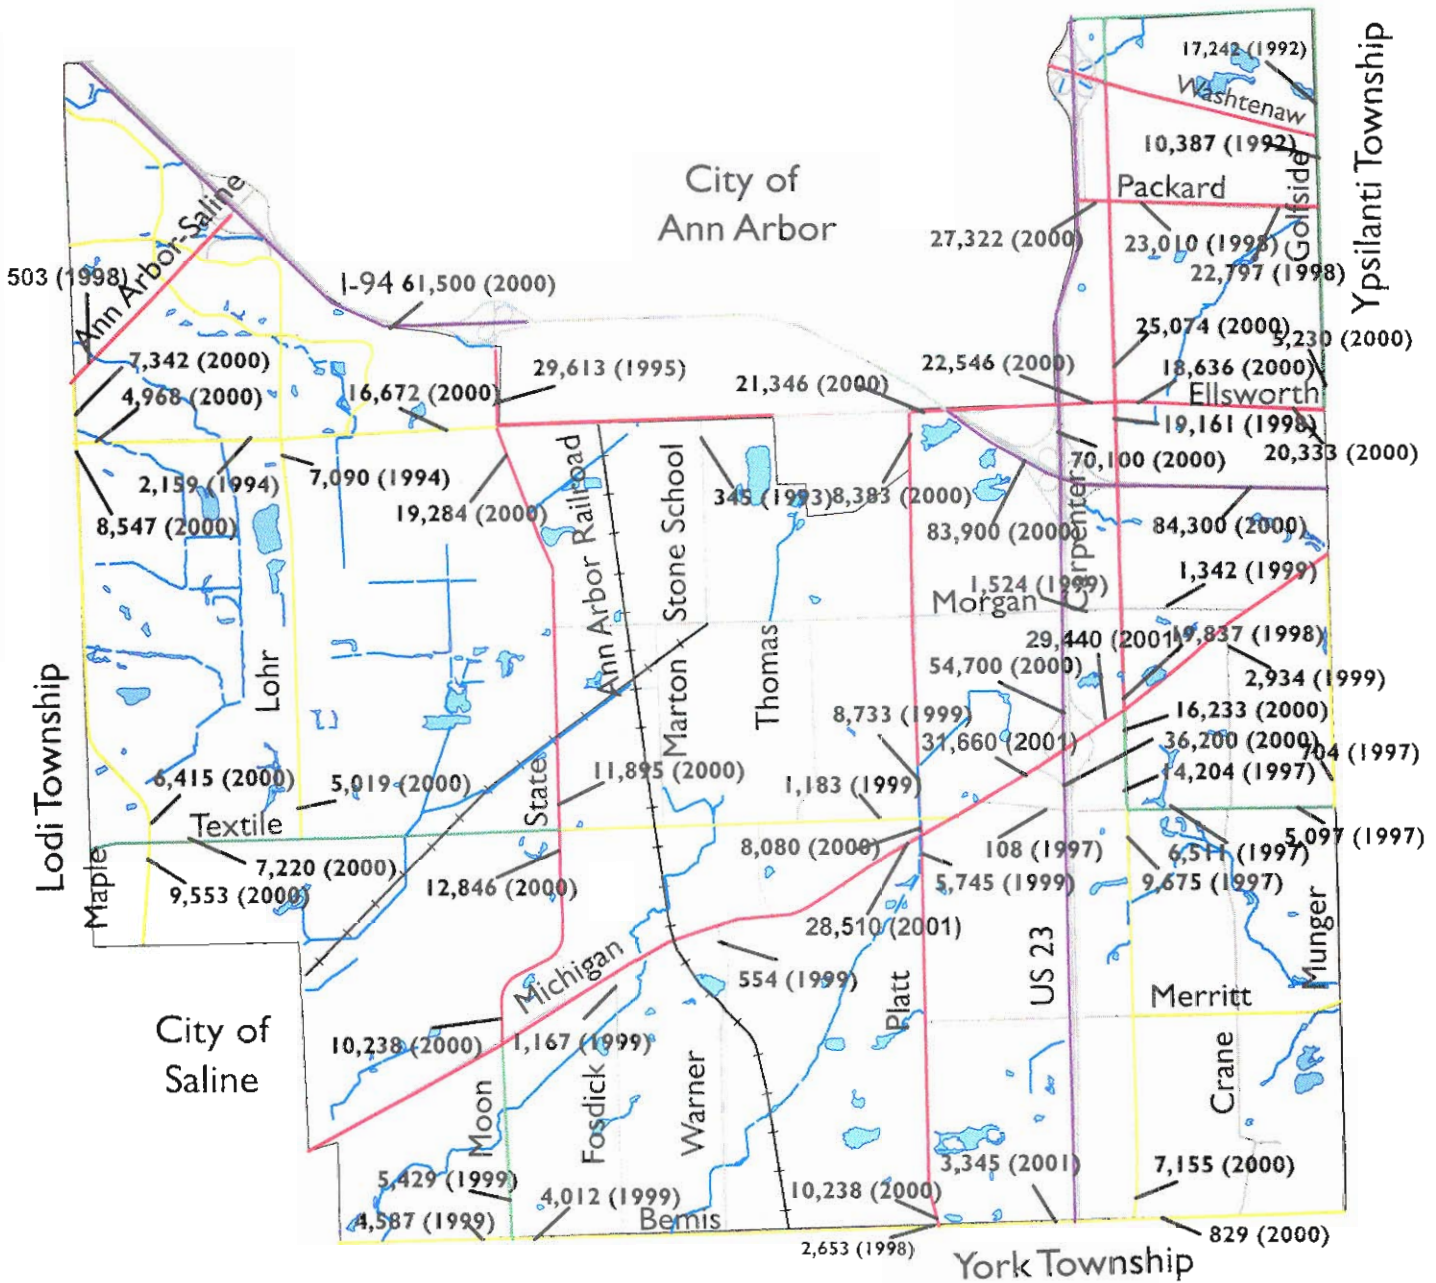 17,242 (1992)
Washtenaw
10,387 (1992)
Ypsilanti Township
City of
Ann Arbor
Packard
Golfside
Ann Arbor-Saline
27,322 (2000)
23,010 (1998)
22,797 (1998)
503 (1998)
I-94 61,500 (2000)
25,074 (2000)
5,230 (2000)
7,342 (2000)
29,613 (1995)
22,546 (2000)
18,636 (2000)
4,968 (2000)
16,672 (2000)
21,346 (2000)
Ellsworth
19,161 (1998)
20,333 (2000)
70,100 (2000)
2,159 (1994)
7,090 (1994)
345 (1993)
8,383 (2000)
8,547 (2000)
19,284 (2000)
83,900 (2000)
84,300 (2000)
Ann Arbor Railroad
Stone School
Carpenter
1,342 (1999)
1,524 (1999)
Morgan
29,440 (2001)
19,837 (1998)
54,700 (2000)
2,934 (1999)
Lodi Township
Lohr
Marton
Thomas
8,733 (1999)
16,233 (2000)
31,660 (2001)
36,200 (2000)
704 (1997)
6,415 (2000)
5,019 (2000)
State
11,895 (2000)
1,183 (1999)
14,204 (1997)
Textile
8,080 (2000)
108 (1997)
6,511 (1997)
5,097 (1997)
7,220 (2000)
12,846 (2000)
5,745 (1999)
9,675 (1997)
Maple
9,553 (2000)
28,510 (2001)
Michigan
554 (1999)
Platt
US 23
Merritt
Munger
City of
Saline
10,238 (2000)
1,167 (1999)
Moon
Fosdick
Warner
Crane
5,429 (1999)
4,012 (1999)
10,238 (2000)
3,345 (2001)
7,155 (2000)
4,587 (1999)
Bemis
2,653 (1998)
829 (2000)
York Township